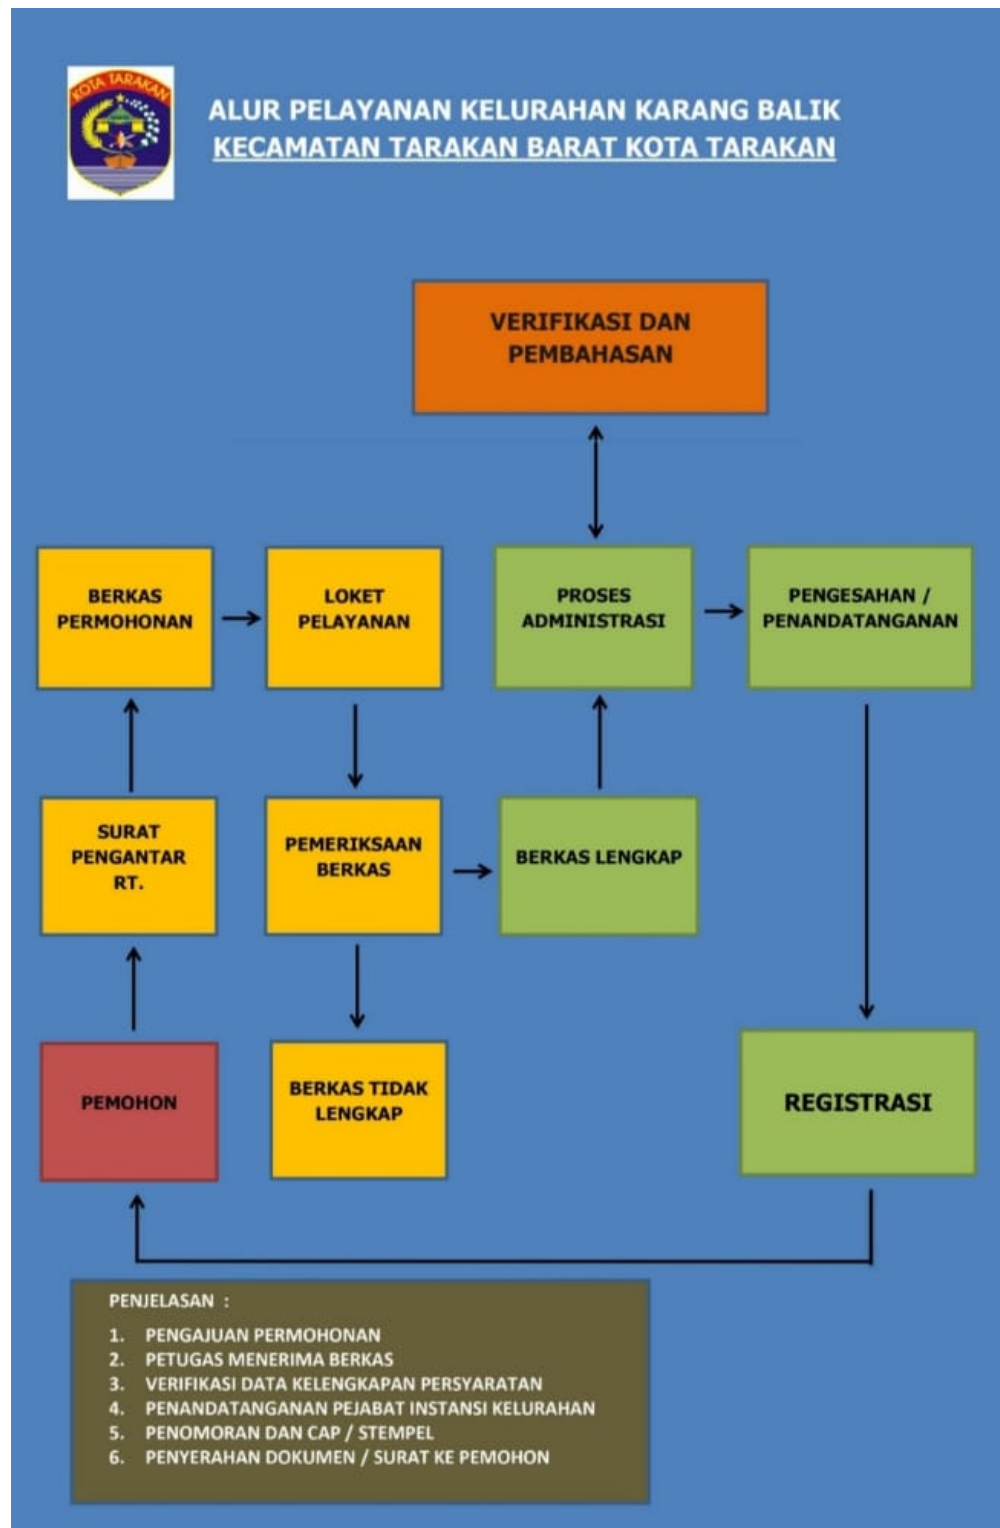 KOTA TARAKAN
ALUR PELAYANAN KELURAHAN KARANG BALIK
KECAMATAN TARAKAN BARAT KOTA TARAKAN
VERIFIKASI DAN
PEMBAHASAN
BERKAS
PERMOHONAN
LOKET
PELAYANAN
PROSES
ADMINISTRASI
PENGESAHAN /
PENANDATANGANAN
SURAT
PENGANTAR
RT.
PEMERIKSAAN
BERKAS
BERKAS LENGKAP
PEMOHON
BERKAS TIDAK
LENGKAP
REGISTRASI
PENJELASAN :
1. PENGAJUAN PERMOHONAN
2. PETUGAS MENERIMA BERKAS
3. VERIFIKASI DATA KELENGKAPAN PERSYARATAN
4. PENANDATANGANAN PEJABAT INSTANSI KELURAHAN
5. PENOMORAN DAN CAP / STEMPEL
6. PENYERAHAN DOKUMEN / SURAT KE PEMOHON